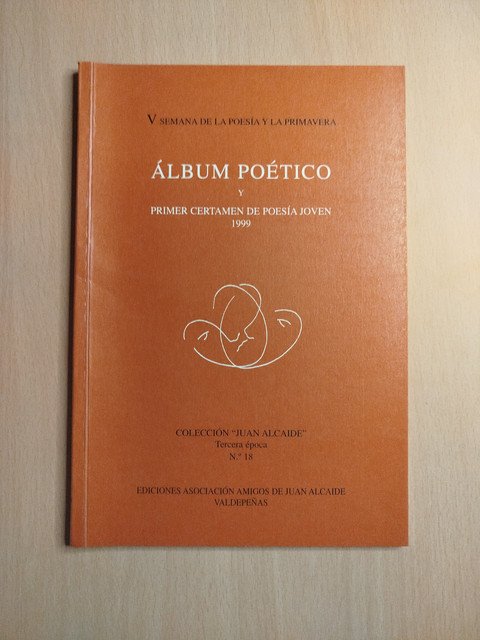 V SEMANA DE LA POESÍA Y LA PRIMAVERA
ÁLBUM POÉTICO
Y
PRIMER CERTAMEN DE POESÍA JOVEN
1999
COLECCIÓN "JUAN ALCAIDE"
Tercera época
N.º 18
EDICIONES ASOCIACIÓN AMIGOS DE JUAN ALCAIDE
VALDEPEÑAS